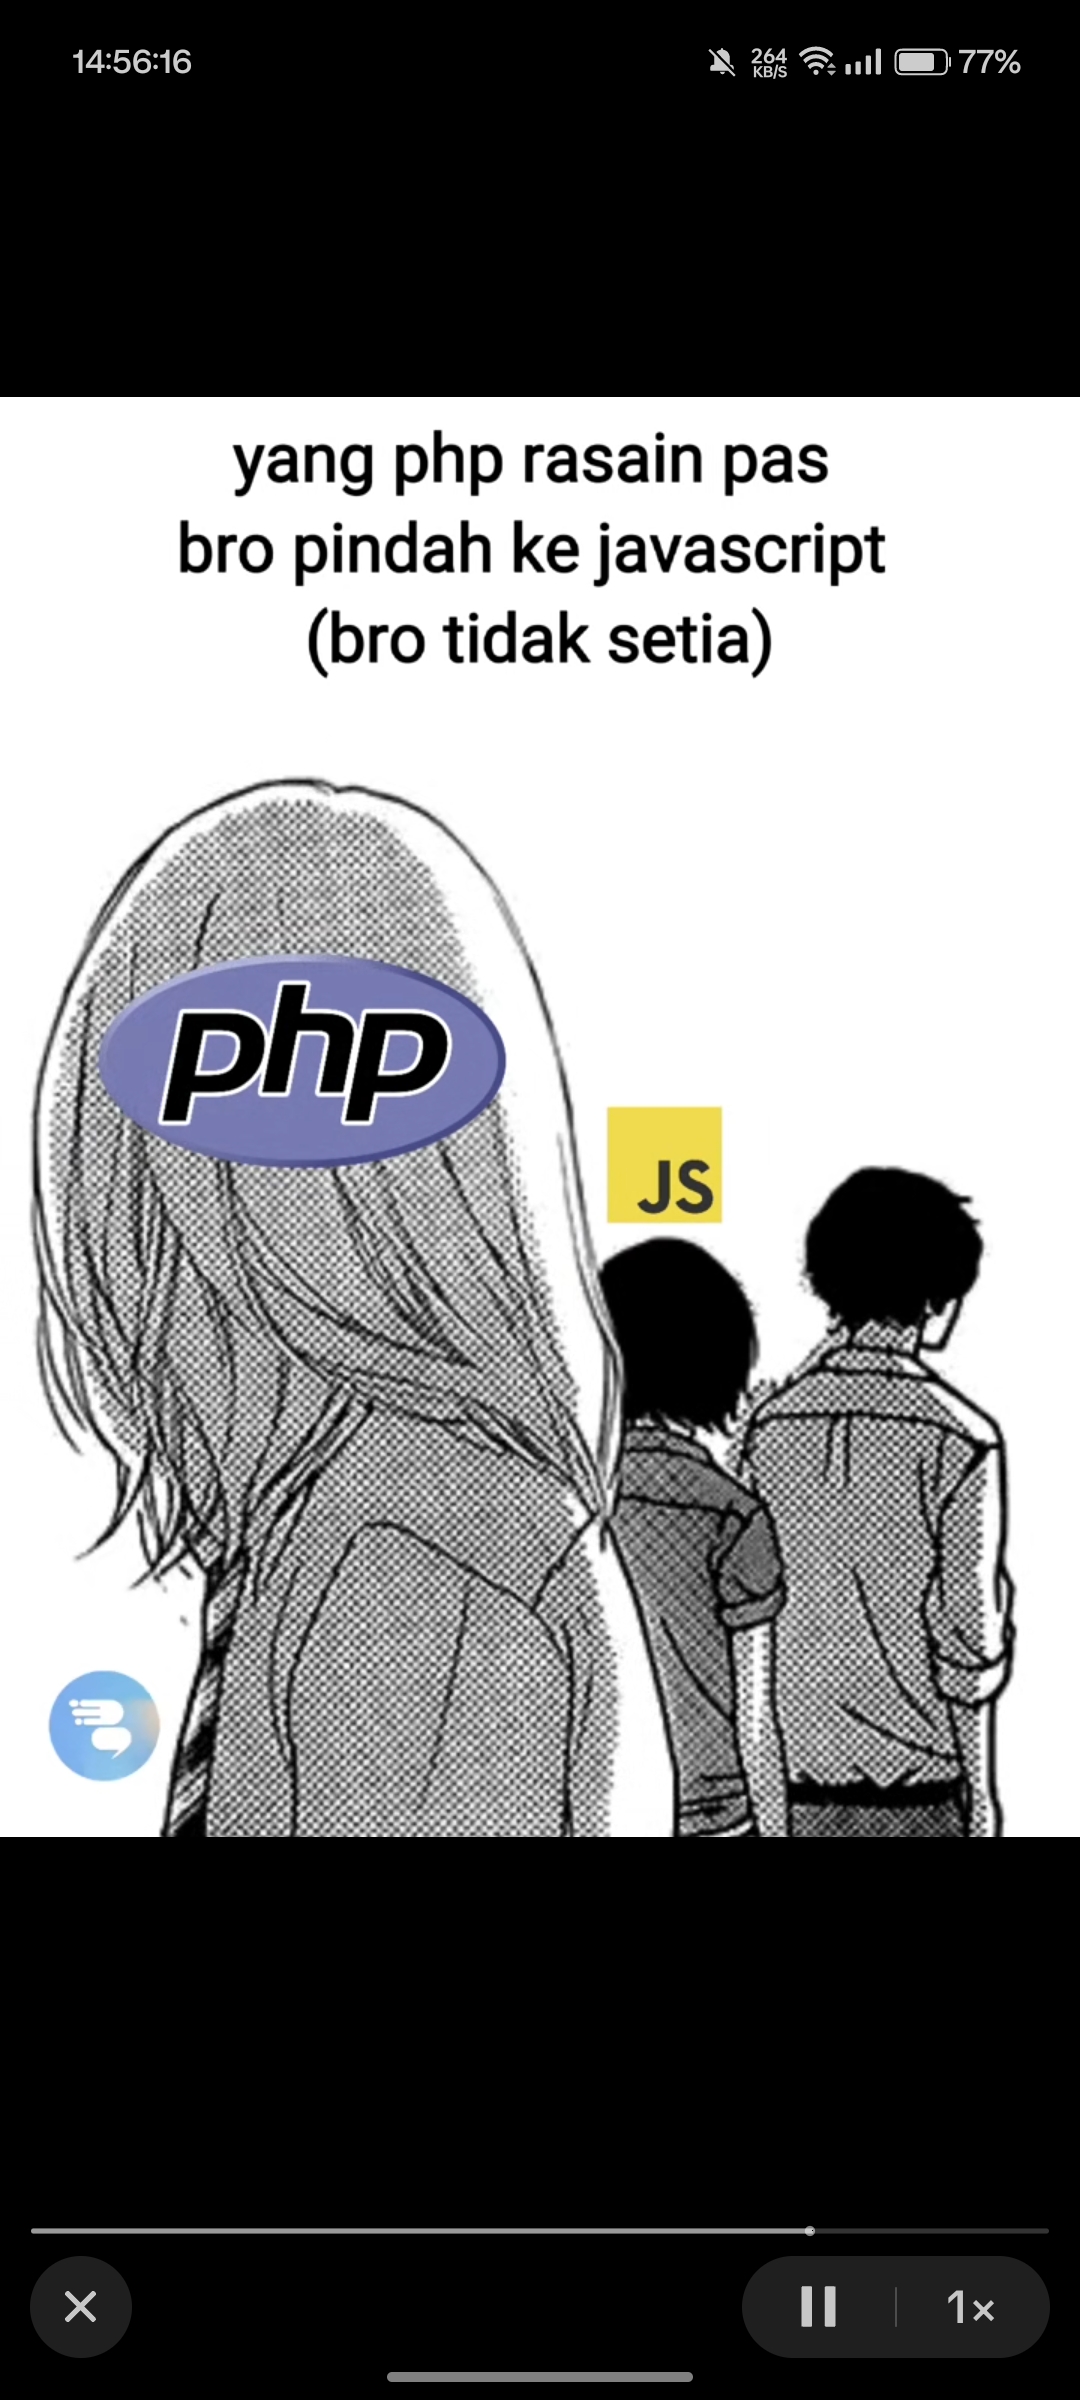 14:56:16
264 KB/S
77%
yang php rasain pas
bro pindah ke javascript
(bro tidak setia)
php
JS
1×